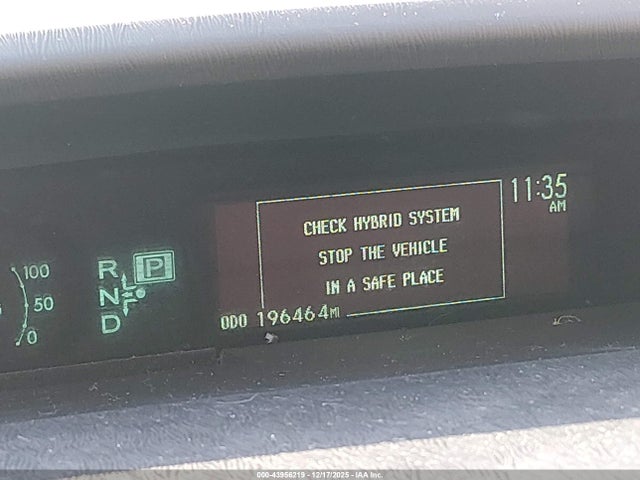 11:35
AM
CHECK HYBRID SYSTEM
STOP THE VEHICLE
IN A SAFE PLACE
ODO 196464MI
100
50
0
R P
N
D
000-43956219 - 12/17/2025 - IAA Inc.